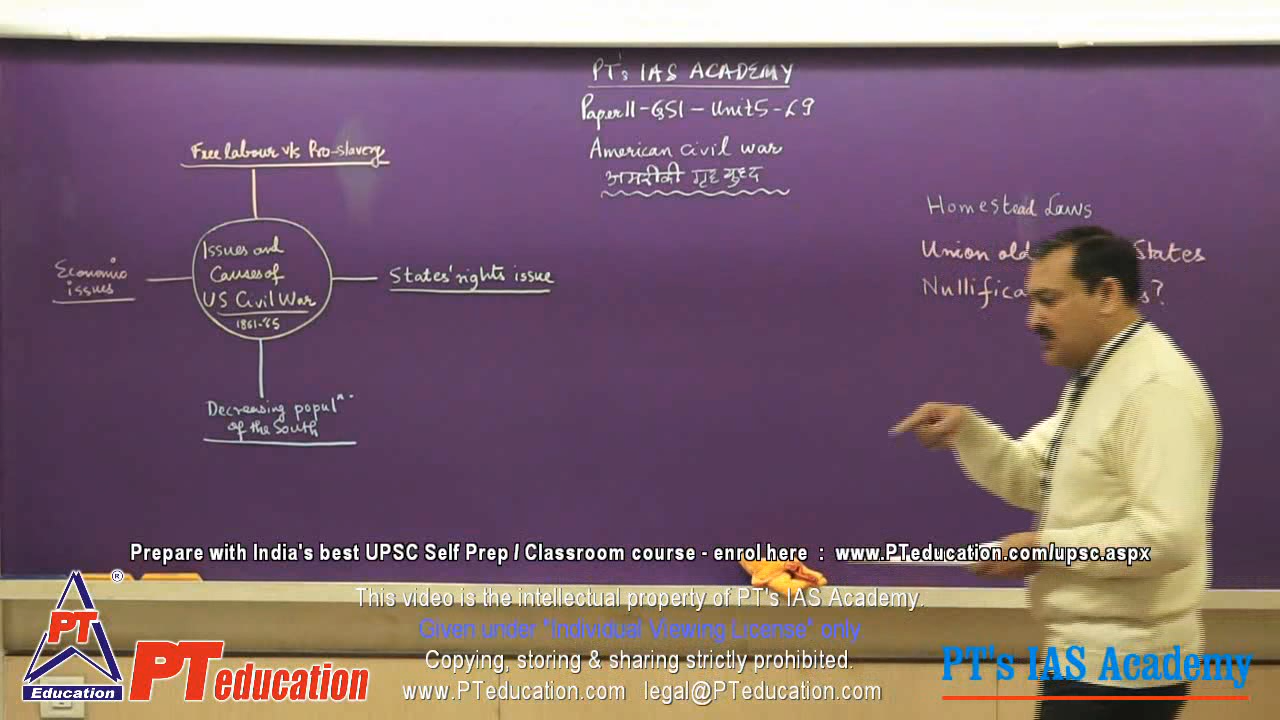 PT's IAS ACADEMY
Paper II - GS1 - Unit 5 - L9
American civil war
अमरीकी गृह युध्द
Free labour v/s Pro-slavery
Issues and
Causes of
US Civil War
1861-'65
Economic
issues
States' rights issue
Decreasing popul^n.
of the South
Homestead Laws
Union old States
Nullifica s?
Prepare with India's best UPSC Self Prep / Classroom course - enrol here : www.PTeducation.com/upsc.aspx
This video is the intellectual property of PT's IAS Academy.
Given under "Individual Viewing License" only
Copying, storing & sharing strictly prohibited.
www.PTeducation.com legal@PTeducation.com
PT
®
Education
PT education
PT's IAS Academy